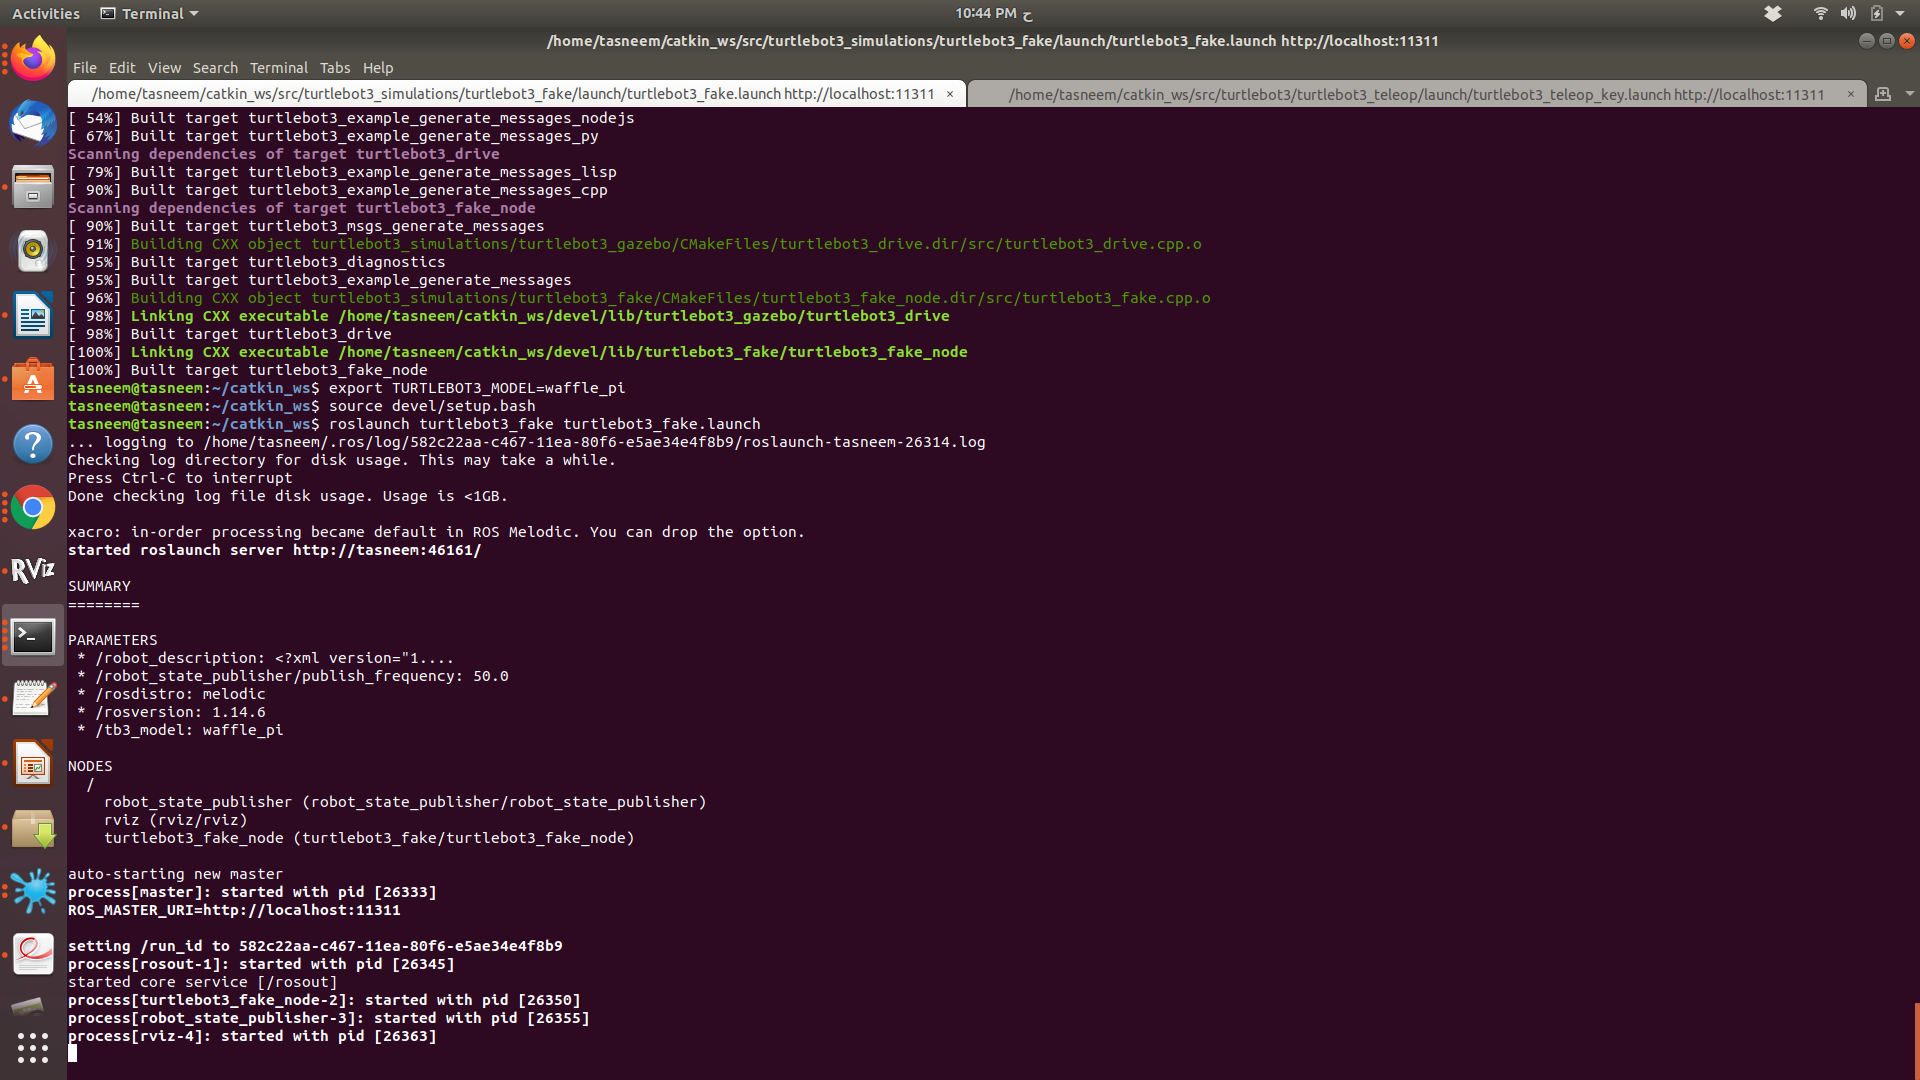 Activities
Terminal
10:44 PM ح
/home/tasneem/catkin_ws/src/turtlebot3_simulations/turtlebot3_fake/launch/turtlebot3_fake.launch http://localhost:11311
File Edit View Search Terminal Tabs Help
/home/tasneem/catkin_ws/src/turtlebot3_simulations/turtlebot3_fake/launch/turtlebot3_fake.launch http://localhost:11311 ×
/home/tasneem/catkin_ws/src/turtlebot3/turtlebot3_teleop/launch/turtlebot3_teleop_key.launch http://localhost:11311 ×
[ 54%] Built target turtlebot3_example_generate_messages_nodejs
[ 67%] Built target turtlebot3_example_generate_messages_py
Scanning dependencies of target turtlebot3_drive
[ 79%] Built target turtlebot3_example_generate_messages_lisp
[ 90%] Built target turtlebot3_example_generate_messages_cpp
Scanning dependencies of target turtlebot3_fake_node
[ 90%] Built target turtlebot3_msgs_generate_messages
[ 91%] Building CXX object turtlebot3_simulations/turtlebot3_gazebo/CMakeFiles/turtlebot3_drive.dir/src/turtlebot3_drive.cpp.o
[ 95%] Built target turtlebot3_diagnostics
[ 95%] Built target turtlebot3_example_generate_messages
[ 96%] Building CXX object turtlebot3_simulations/turtlebot3_fake/CMakeFiles/turtlebot3_fake_node.dir/src/turtlebot3_fake.cpp.o
[ 98%] Linking CXX executable /home/tasneem/catkin_ws/devel/lib/turtlebot3_gazebo/turtlebot3_drive
[ 98%] Built target turtlebot3_drive
[100%] Linking CXX executable /home/tasneem/catkin_ws/devel/lib/turtlebot3_fake/turtlebot3_fake_node
[100%] Built target turtlebot3_fake_node
tasneem@tasneem:~/catkin_ws$ export TURTLEBOT3_MODEL=waffle_pi
tasneem@tasneem:~/catkin_ws$ source devel/setup.bash
tasneem@tasneem:~/catkin_ws$ roslaunch turtlebot3_fake turtlebot3_fake.launch
... logging to /home/tasneem/.ros/log/582c22aa-c467-11ea-80f6-e5ae34e4f8b9/roslaunch-tasneem-26314.log
Checking log directory for disk usage. This may take a while.
Press Ctrl-C to interrupt
Done checking log file disk usage. Usage is <1GB.
xacro: in-order processing became default in ROS Melodic. You can drop the option.
started roslaunch server http://tasneem:46161/
SUMMARY
========
PARAMETERS
* /robot_description: <?xml version="1....
* /robot_state_publisher/publish_frequency: 50.0
* /rosdistro: melodic
* /rosversion: 1.14.6
* /tb3_model: waffle_pi
NODES
/
robot_state_publisher (robot_state_publisher/robot_state_publisher)
rviz (rviz/rviz)
turtlebot3_fake_node (turtlebot3_fake/turtlebot3_fake_node)
auto-starting new master
process[master]: started with pid [26333]
ROS_MASTER_URI=http://localhost:11311
setting /run_id to 582c22aa-c467-11ea-80f6-e5ae34e4f8b9
process[rosout-1]: started with pid [26345]
started core service [/rosout]
process[turtlebot3_fake_node-2]: started with pid [26350]
process[robot_state_publisher-3]: started with pid [26355]
process[rviz-4]: started with pid [26363]
RViz